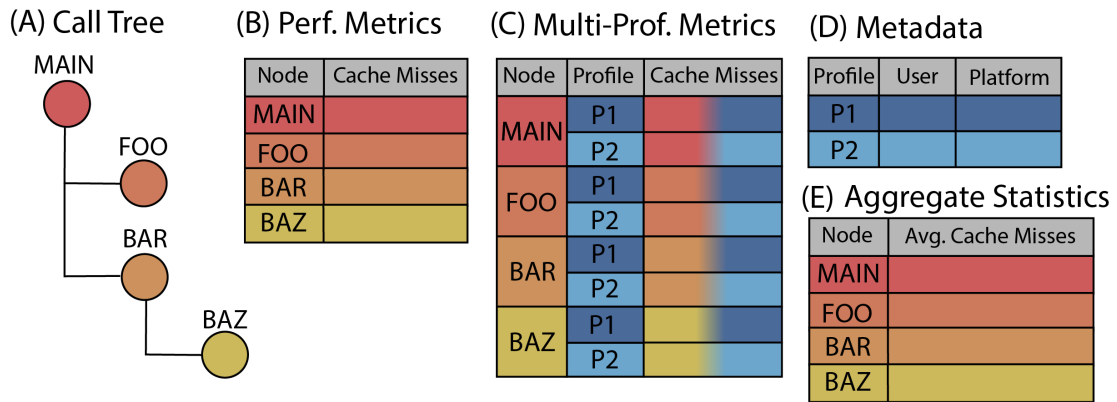 (A) Call Tree
MAIN
FOO
BAR
BAZ
(B) Perf. Metrics
Node Cache Misses
MAIN
FOO
BAR
BAZ
(C) Multi-Prof. Metrics
Node Profile Cache Misses
MAIN P1
P2
FOO P1
P2
BAR P1
P2
BAZ P1
P2
(D) Metadata
Profile User Platform
P1
P2
(E) Aggregate Statistics
Node Avg. Cache Misses
MAIN
FOO
BAR
BAZ